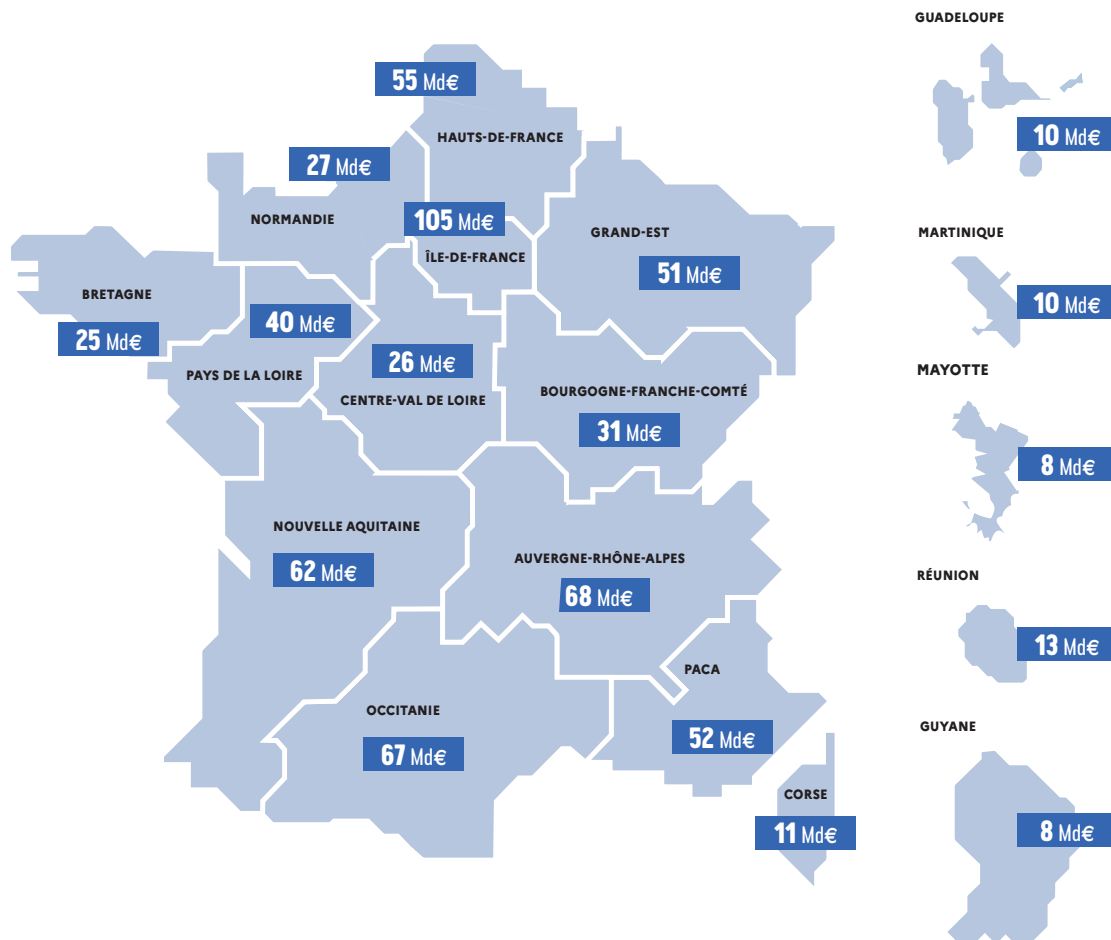 55 Md€
HAUTS-DE-FRANCE
27 Md€
NORMANDIE
105 Md€
ÎLE-DE-FRANCE
GRAND-EST
51 Md€
BRETAGNE
25 Md€
40 Md€
PAYS DE LA LOIRE
26 Md€
CENTRE-VAL DE LOIRE
BOURGOGNE-FRANCHE-COMTÉ
31 Md€
NOUVELLE AQUITAINE
62 Md€
AUVERGNE-RHÔNE-ALPES
68 Md€
PACA
52 Md€
OCCITANIE
67 Md€
CORSE
11 Md€
GUADELOUPE
10 Md€
MARTINIQUE
10 Md€
MAYOTTE
8 Md€
RÉUNION
13 Md€
GUYANE
8 Md€